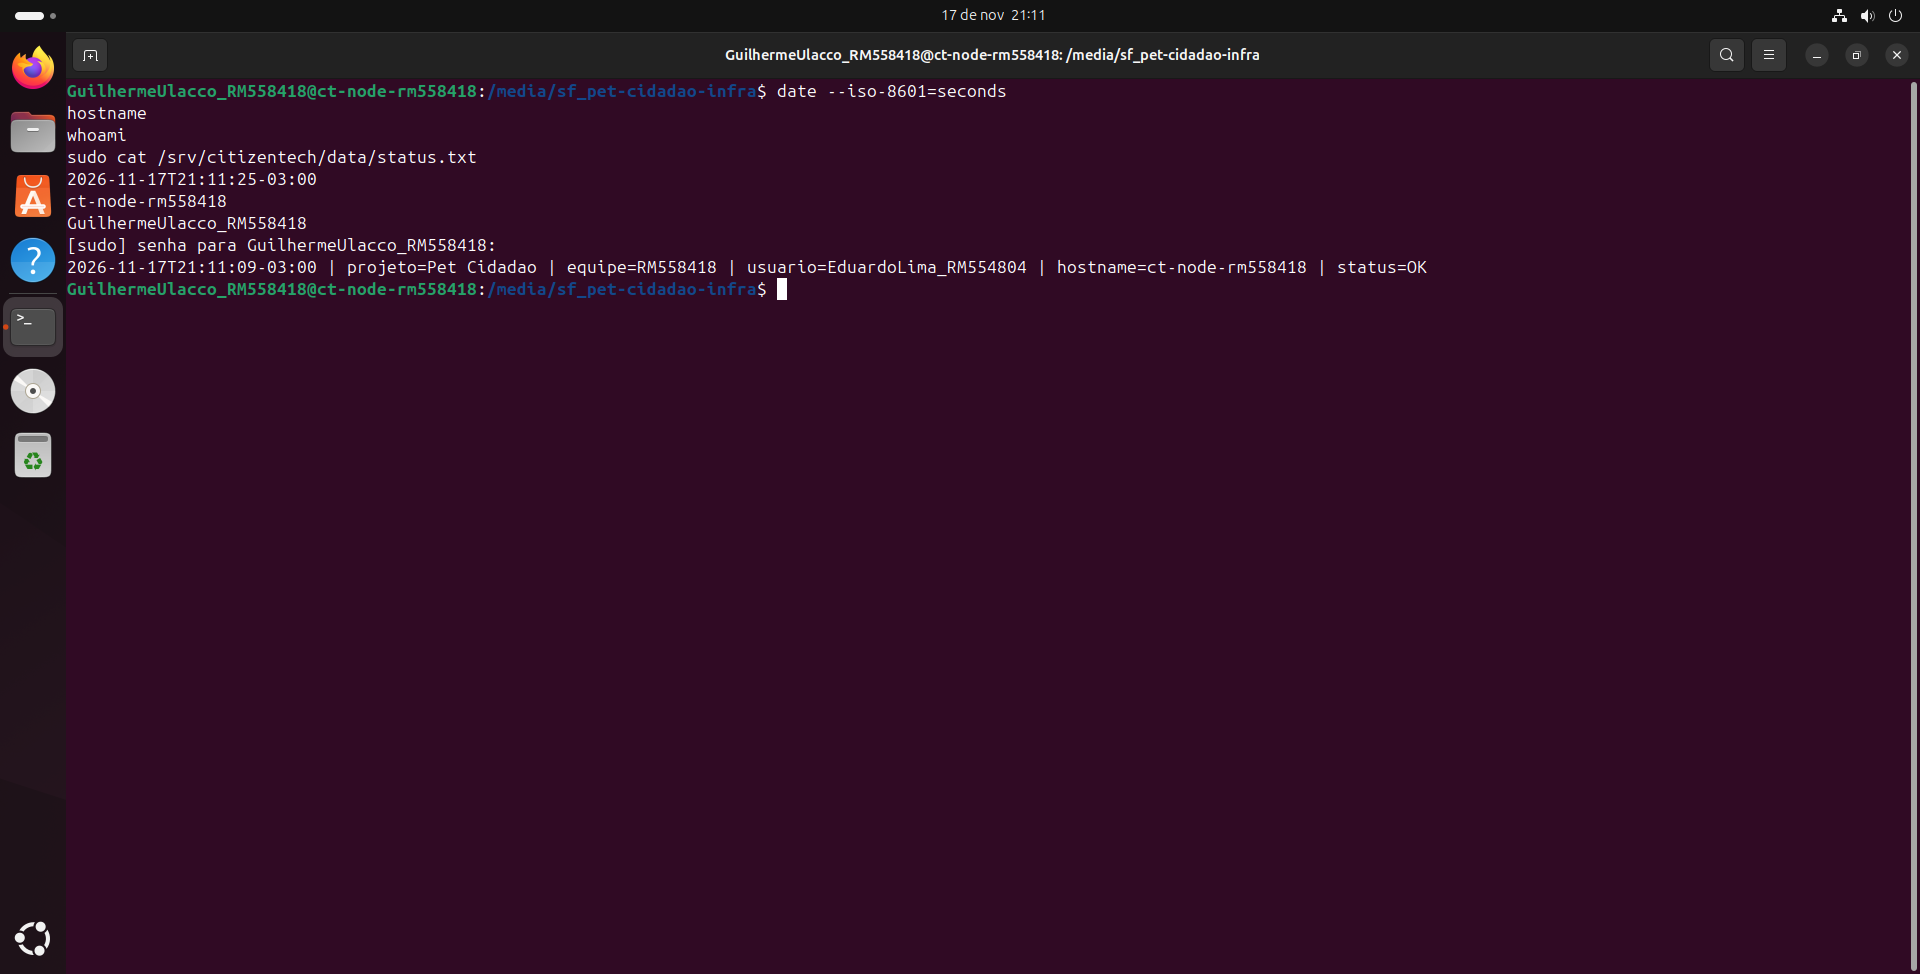 17 de nov 21:11
GuilhermeUlacco_RM558418@ct-node-rm558418: /media/sf_pet-cidadao-infra
GuilhermeUlacco_RM558418@ct-node-rm558418:/media/sf_pet-cidadao-infra$ date --iso-8601=seconds
hostname
whoami
sudo cat /srv/citizentech/data/status.txt
2026-11-17T21:11:25-03:00
ct-node-rm558418
GuilhermeUlacco_RM558418
[sudo] senha para GuilhermeUlacco_RM558418:
2026-11-17T21:11:09-03:00 | projeto=Pet Cidadao | equipe=RM558418 | usuario=EduardoLima_RM554804 | hostname=ct-node-rm558418 | status=OK
GuilhermeUlacco_RM558418@ct-node-rm558418:/media/sf_pet-cidadao-infra$